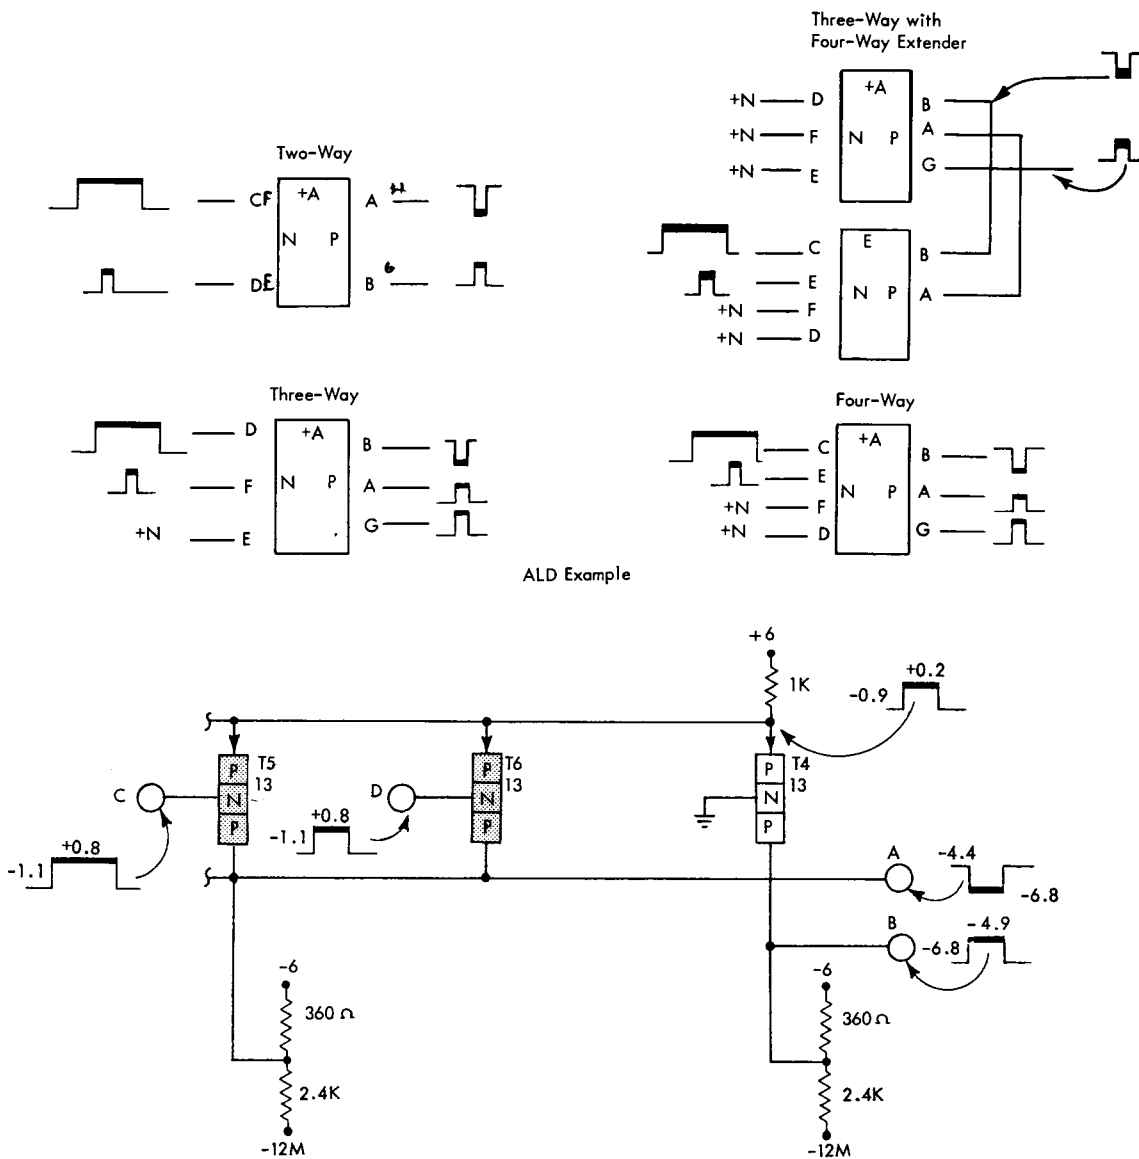 Three-Way with
Four-Way Extender
+A
+N D B
+N F N P A
+N E G
Two-Way
+A
CF A
N P
DE B 6
E
C B
E N P A
+N F
+N D
Three-Way
+A
D B
F N P A
+N E G
Four-Way
+A
C B
E N P A
+N F
+N D G
ALD Example
+6
1K
+0.2
-0.9
P T5
13
N
P
C
+0.8
-1.1
P T6
13
N
P
D
+0.8
-1.1
P T4
13
N
P
A
-4.4
-6.8
B
-4.9
-6.8
-6
360 Ω
2.4K
-12M
-6
360 Ω
2.4K
-12M